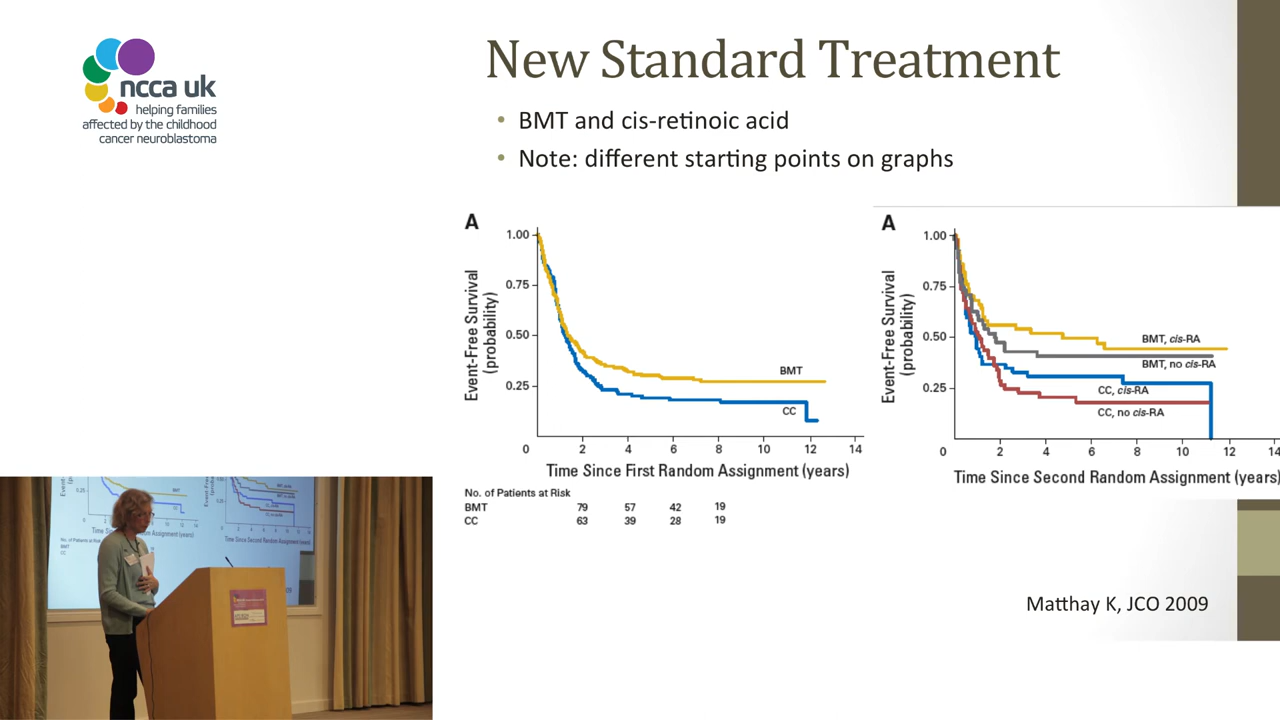 ncca uk
helping families
affected by the childhood
cancer neuroblastoma
New Standard Treatment
• BMT and cis-retinoic acid
• Note: different starting points on graphs
A
Event-Free Survival
(probability)
1.00
0.75
0.50
0.25
0
2
4
6
8
10
12
14
BMT
CC
Time Since First Random Assignment (years)
No. of Patients at Risk
BMT 79 57 42 19
CC 63 39 28 19
A
Event-Free Survival
(probability)
1.00
0.75
0.50
0.25
0
2
4
6
8
10
12
14
BMT, cis-RA
BMT, no cis-RA
CC, cis-RA
CC, no cis-RA
Time Since Second Random Assignment (years)
Matthay K, JCO 2009